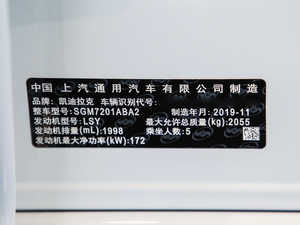 中国 上汽通用汽车有限公司制造
品牌：凯迪拉克 车辆识别代号：
整车型号：SGM7201ABA2 制造年月：2019-11
发动机型号：LSY 最大允许总质量(kg)：2055
发动机排量(mL)：1998 乘坐人数：5
发动机最大净功率(kW)：172